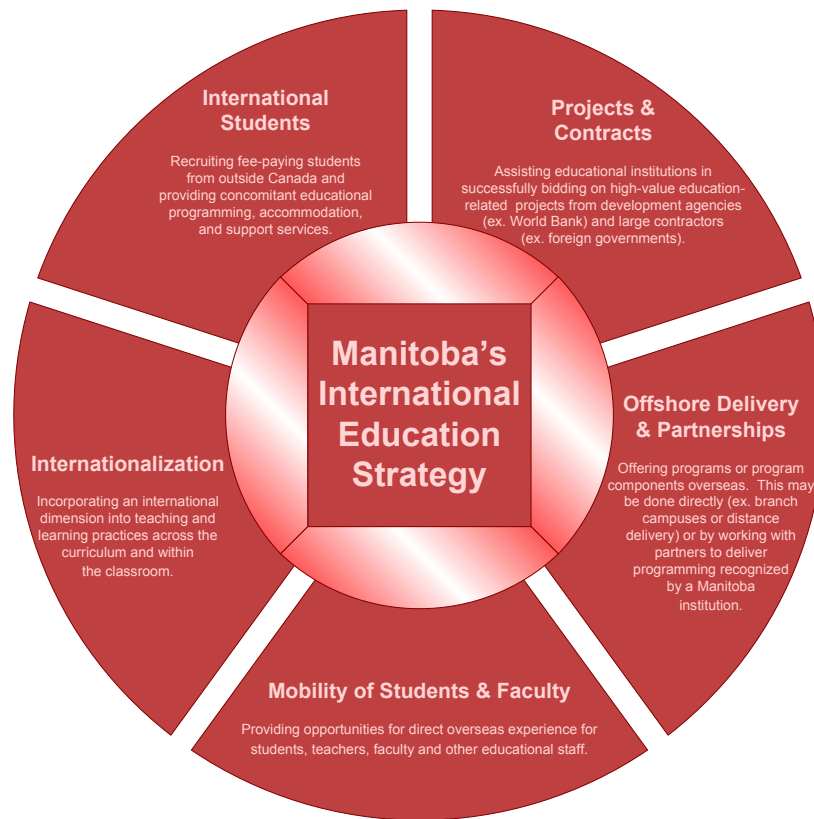 International
Students
Recruiting fee-paying students
from outside Canada and
providing concomitant educational
programming, accommodation,
and support services.
Projects &
Contracts
Assisting educational institutions in
successfully bidding on high-value education-
related projects from development agencies
(ex. World Bank) and large contractors
(ex. foreign governments).
Manitoba's
International
Education
Strategy
Offshore Delivery
& Partnerships
Offering programs or program
components overseas. This may
be done directly (ex. branch
campuses or distance
delivery) or by working with
partners to deliver
programming recognized
by a Manitoba
institution.
Internationalization
Incorporating an international
dimension into teaching and
learning practices across the
curriculum and within
the classroom.
Mobility of Students & Faculty
Providing opportunities for direct overseas experience for
students, teachers, faculty and other educational staff.